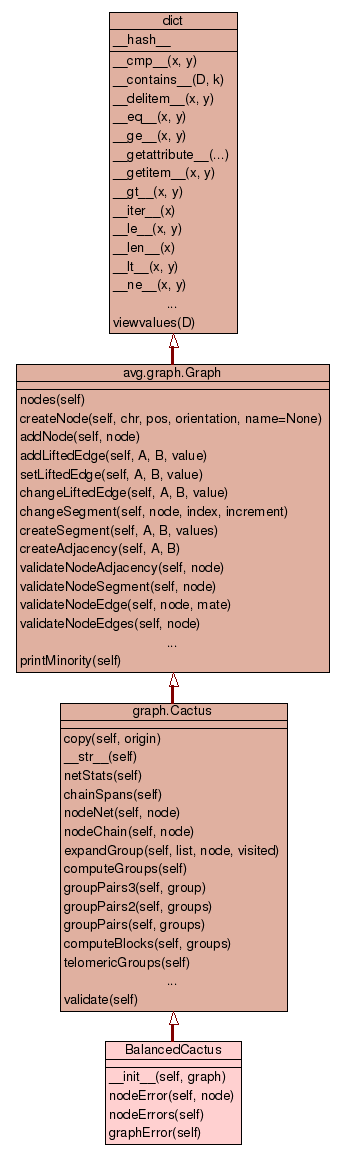 dict
__hash__
__cmp__(x, y)
__contains__(D, k)
__delitem__(x, y)
__eq__(x, y)
__ge__(x, y)
__getattribute__(...)
__getitem__(x, y)
__gt__(x, y)
__iter__(x)
__le__(x, y)
__len__(x)
__lt__(x, y)
__ne__(x, y)
...
viewvalues(D)
avg.graph.Graph
nodes(self)
createNode(self, chr, pos, orientation, name=None)
addNode(self, node)
addLiftedEdge(self, A, B, value)
setLiftedEdge(self, A, B, value)
changeLiftedEdge(self, A, B, value)
changeSegment(self, node, index, increment)
createSegment(self, A, B, values)
createAdjacency(self, A, B)
validateNodeAdjacency(self, node)
validateNodeSegment(self, node)
validateNodeEdge(self, node, mate)
validateNodeEdges(self, node)
...
printMinority(self)
graph.Cactus
copy(self, origin)
__str__(self)
netStats(self)
chainSpans(self)
nodeNet(self, node)
nodeChain(self, node)
expandGroup(self, list, node, visited)
computeGroups(self)
groupPairs3(self, group)
groupPairs2(self, groups)
groupPairs(self, groups)
computeBlocks(self, groups)
telomericGroups(self)
...
validate(self)
BalancedCactus
__init__(self, graph)
nodeError(self, node)
nodeErrors(self)
graphError(self)